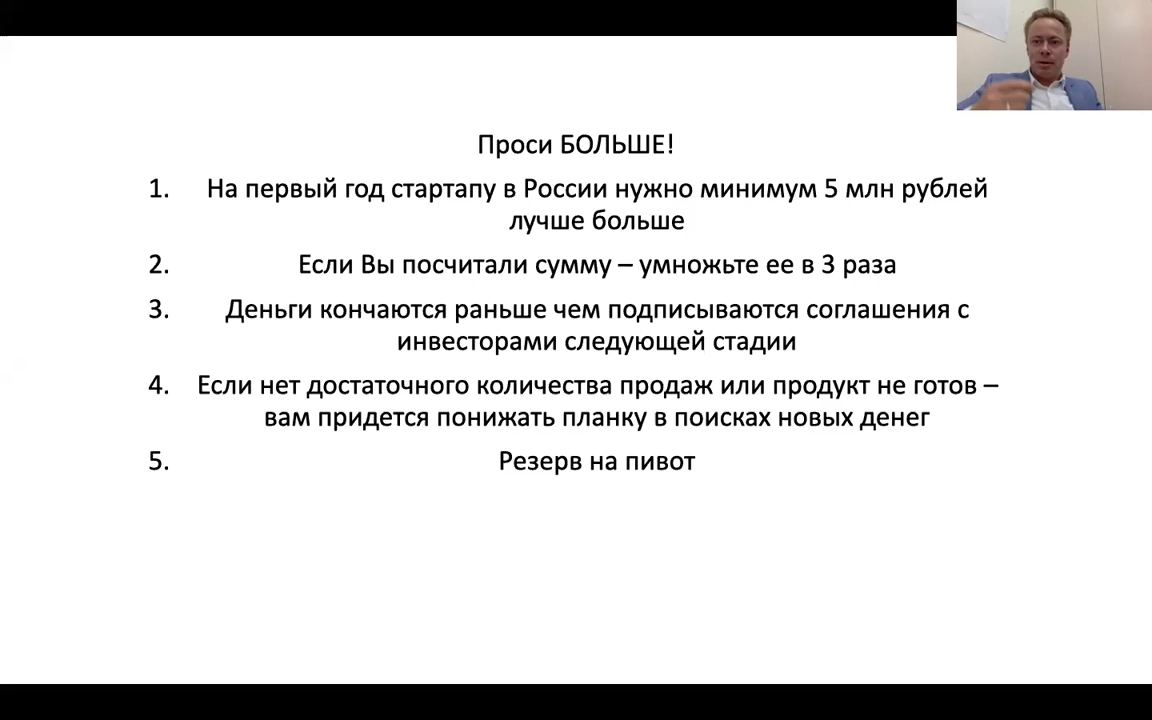 Проси БОЛЬШЕ!
1. На первый год стартапу в России нужно минимум 5 млн рублей
лучше больше
2. Если Вы посчитали сумму – умножьте ее в 3 раза
3. Деньги кончаются раньше чем подписываются соглашения с
инвесторами следующей стадии
4. Если нет достаточного количества продаж или продукт не готов –
вам придется понижать планку в поисках новых денег
5. Резерв на пивот